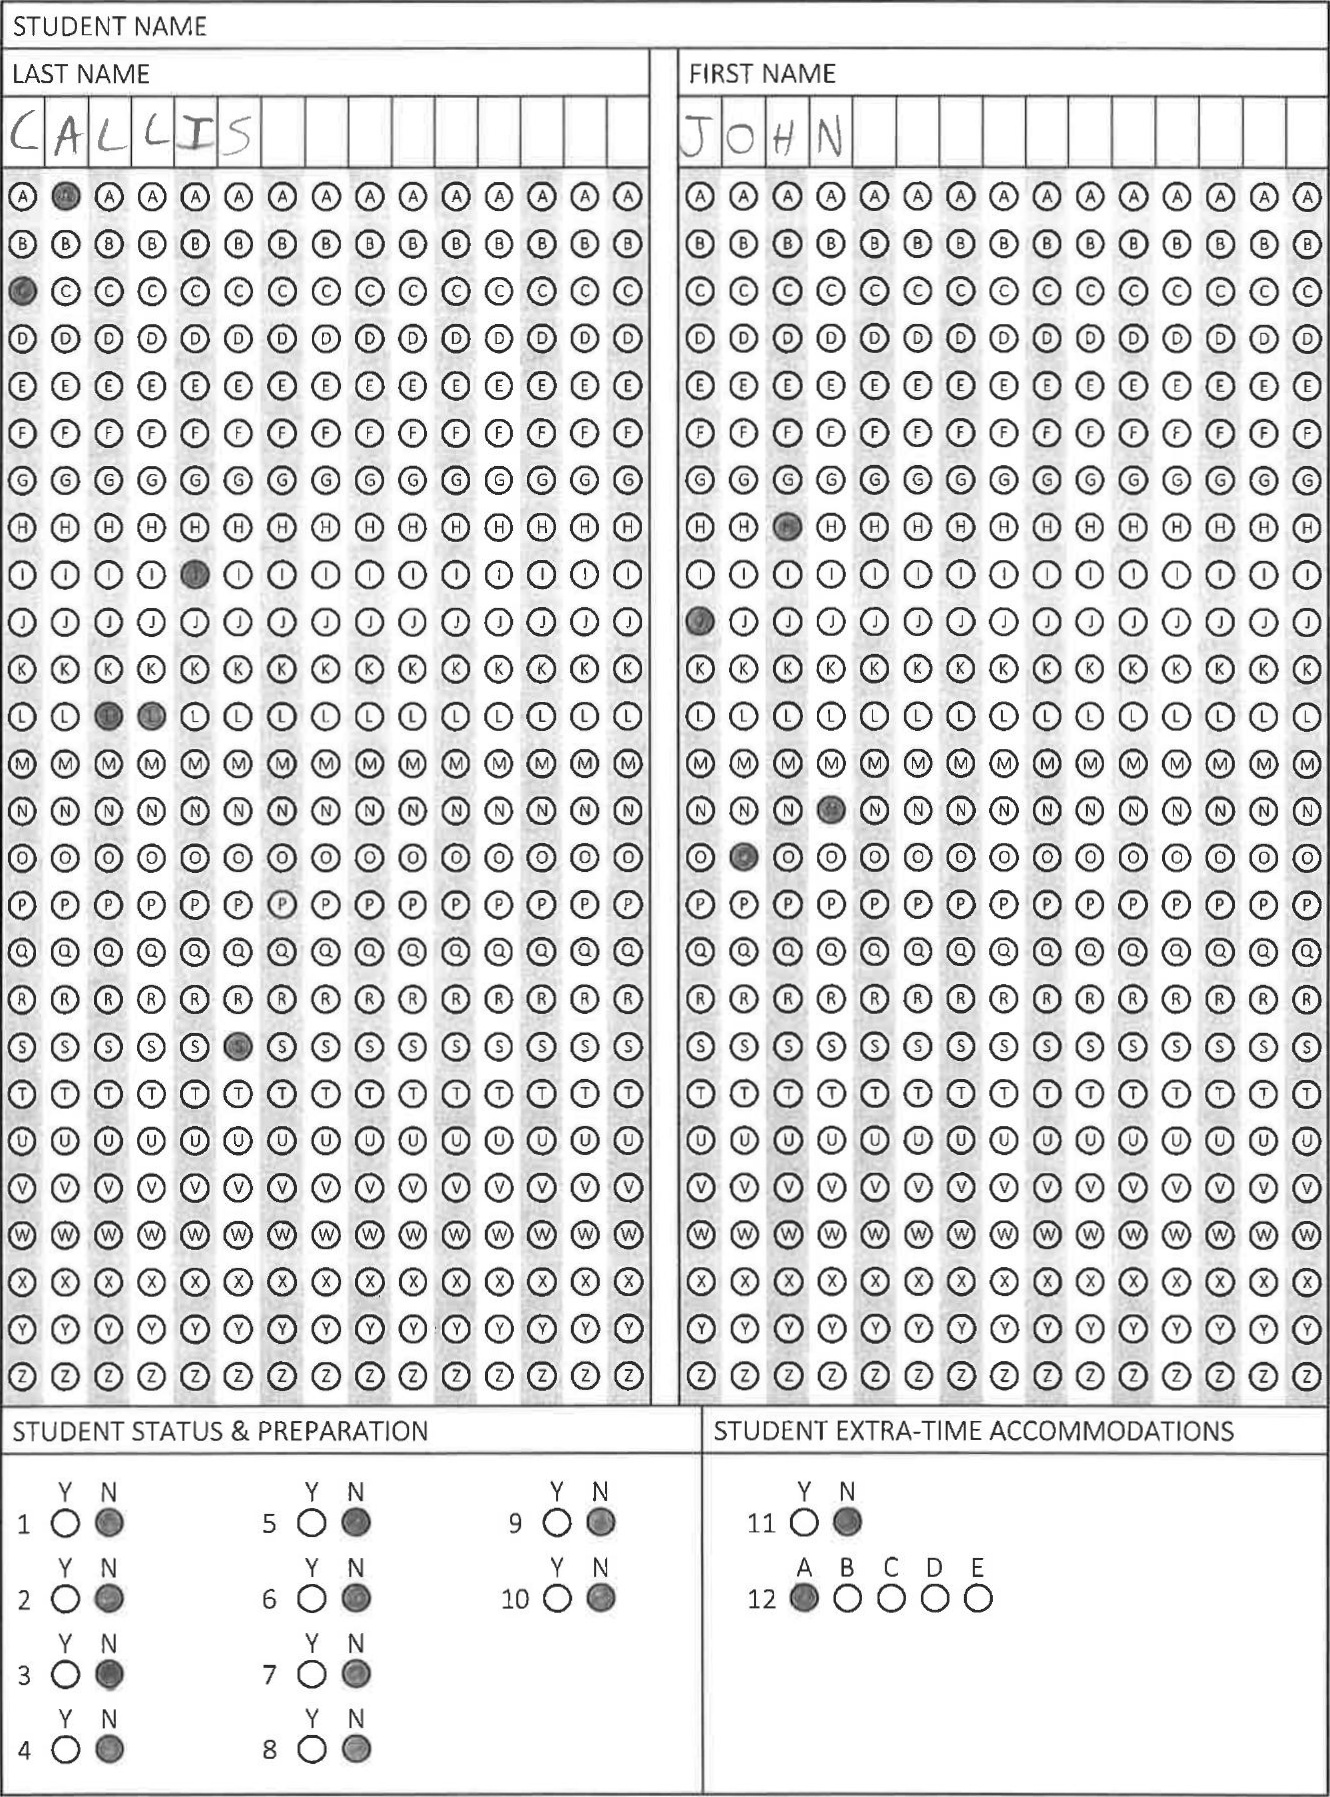 STUDENT NAME
LAST NAME FIRST NAME
CALLIS JOHN
A A A A A A A A A A A A A A A A A A A A A A A A A A A A A A
B B B B B B B B B B B B B B B B B B B B B B B B B B B B B B
C C C C C C C C C C C C C C C C C C C C C C C C C C C C C C
D D D D D D D D D D D D D D D D D D D D D D D D D D D D D D
E E E E E E E E E E E E E E E E E E E E E E E E E E E E E E
F F F F F F F F F F F F F F F F F F F F F F F F F F F F F F
G G G G G G G G G G G G G G G G G G G G G G G G G G G G G G
H H H H H H H H H H H H H H H H H H H H H H H H H H H H H H
I I I I I I I I I I I I I I I I I I I I I I I I I I I I I I
J J J J J J J J J J J J J J J J J J J J J J J J J J J J J J
K K K K K K K K K K K K K K K K K K K K K K K K K K K K K K
L L L L L L L L L L L L L L L L L L L L L L L L L L L L L L
M M M M M M M M M M M M M M M M M M M M M M M M M M M M M M
N N N N N N N N N N N N N N N N N N N N N N N N N N N N N N
O O O O O O O O O O O O O O O O O O O O O O O O O O O O O O
P P P P P P P P P P P P P P P P P P P P P P P P P P P P P P
Q Q Q Q Q Q Q Q Q Q Q Q Q Q Q Q Q Q Q Q Q Q Q Q Q Q Q Q Q Q
R R R R R R R R R R R R R R R R R R R R R R R R R R R R R R
S S S S S S S S S S S S S S S S S S S S S S S S S S S S S S
T T T T T T T T T T T T T T T T T T T T T T T T T T T T T T
U U U U U U U U U U U U U U U U U U U U U U U U U U U U U U
V V V V V V V V V V V V V V V V V V V V V V V V V V V V V V
W W W W W W W W W W W W W W W W W W W W W W W W W W W W W W
X X X X X X X X X X X X X X X X X X X X X X X X X X X X X X
Y Y Y Y Y Y Y Y Y Y Y Y Y Y Y Y Y Y Y Y Y Y Y Y Y Y Y Y Y Y
Z Z Z Z Z Z Z Z Z Z Z Z Z Z Z Z Z Z Z Z Z Z Z Z Z Z Z Z Z Z
STUDENT STATUS & PREPARATION
Y N Y N Y N
1 5 9
Y N Y N Y N
2 6 10
Y N Y N
3 7
Y N Y N
4 8
STUDENT EXTRA-TIME ACCOMMODATIONS
Y N
11
A B C D E
12